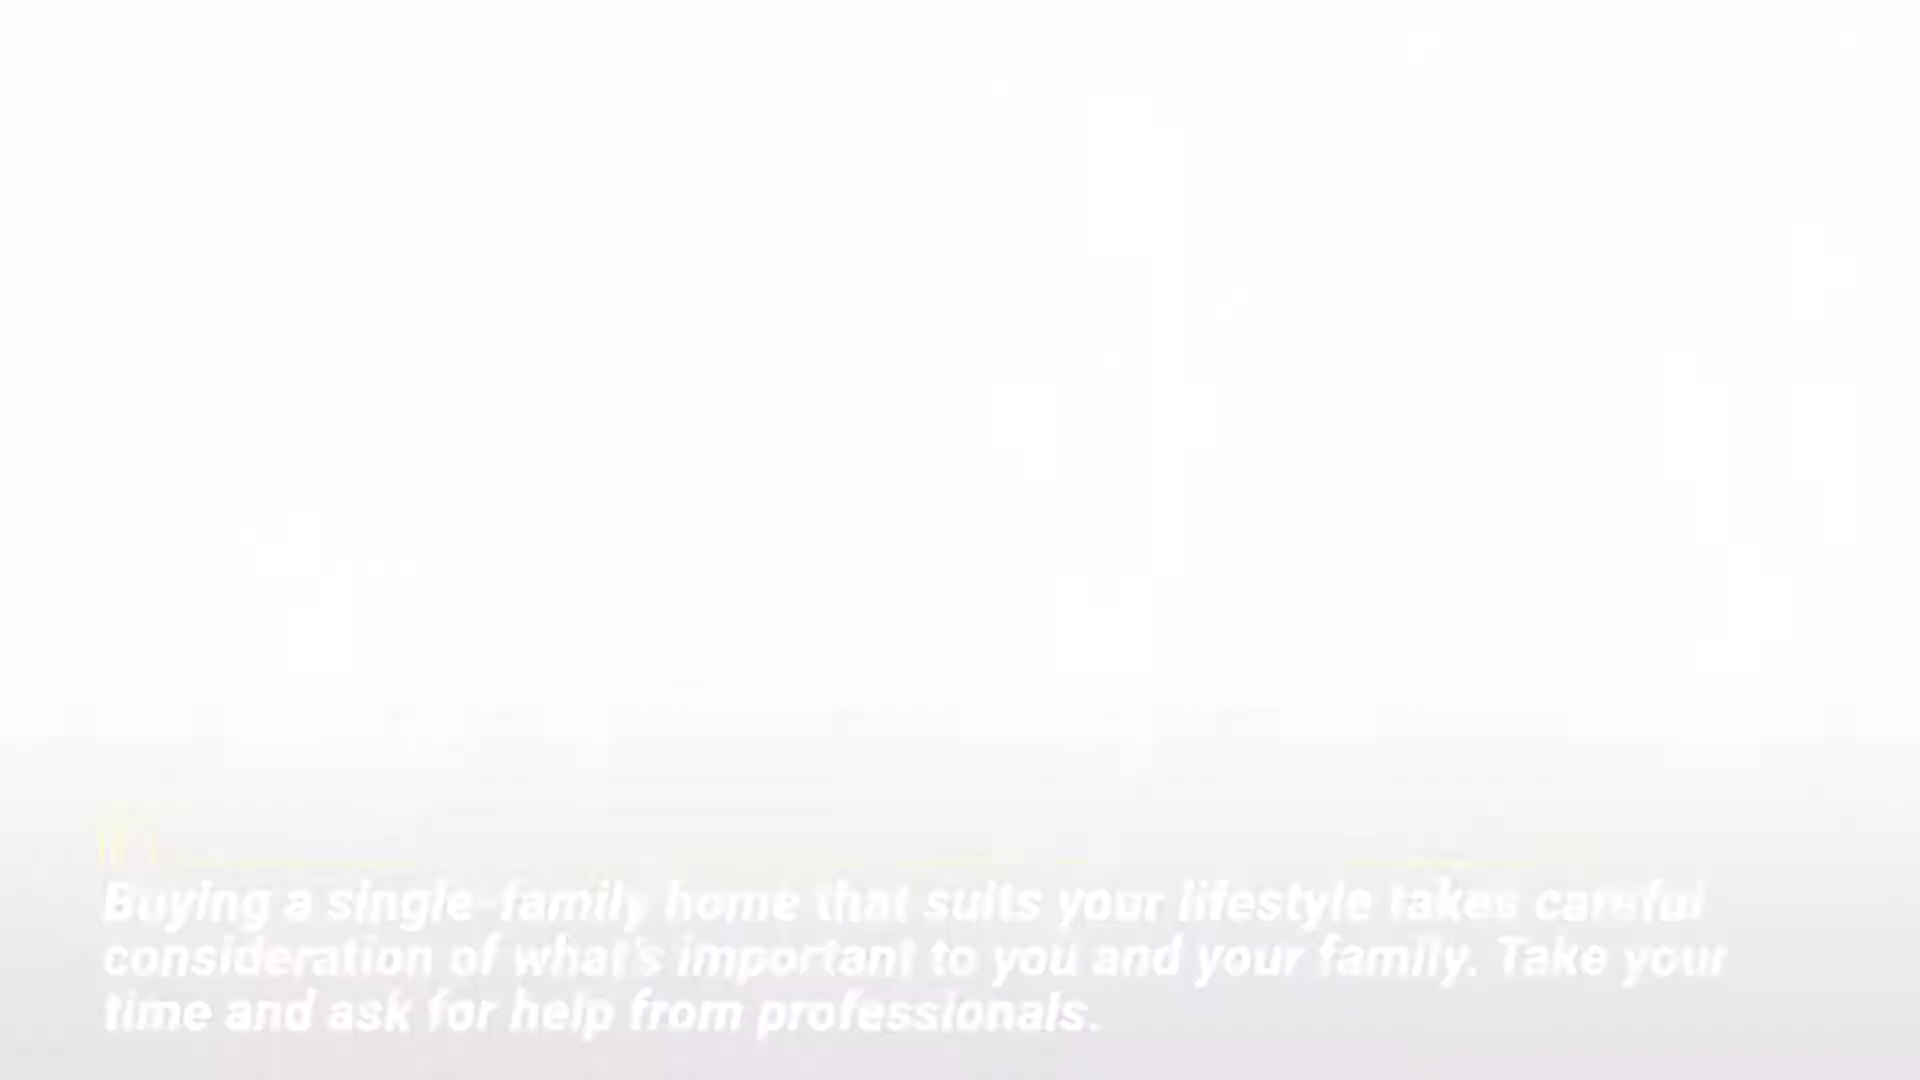 Buying a single-family home that suits your lifestyle takes careful
consideration of what's important to you and your family. Take your
time and ask for help from professionals.